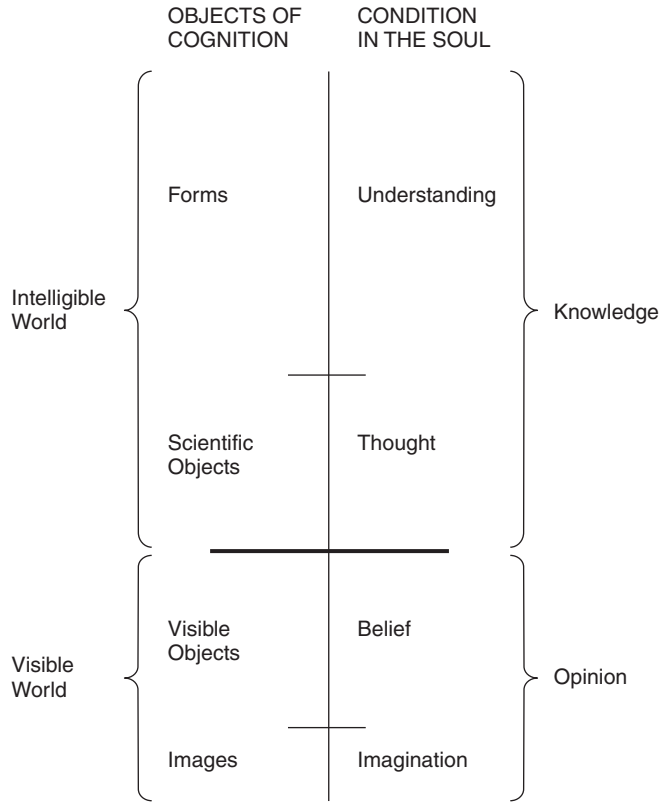 OBJECTS OF
COGNITION
CONDITION
IN THE SOUL
Forms
Understanding
Intelligible
World
Knowledge
Scientific
Objects
Thought
Visible
Objects
Belief
Visible
World
Opinion
Images
Imagination